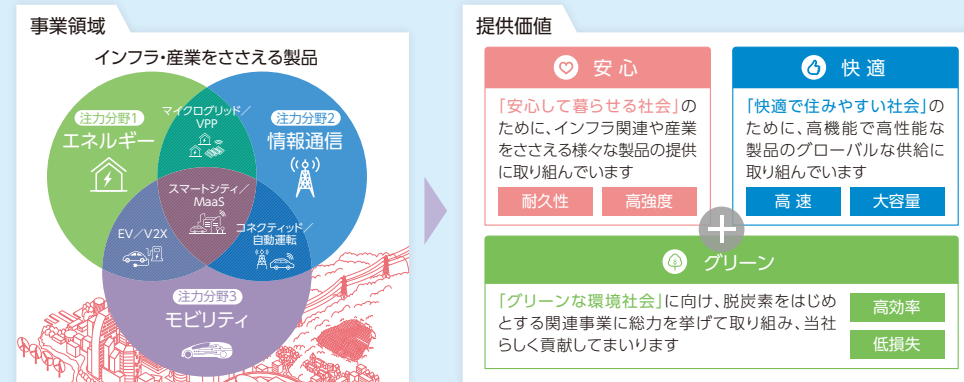 事業領域
インフラ・産業をささえる製品
注力分野1
エネルギー
マイクログリッド/
VPP
注力分野2
情報通信
スマートシティ/
MaaS
EV/V2X
コネクティッド/
自動運転
注力分野3
モビリティ
提供価値
安心
「安心して暮らせる社会」の
ために、インフラ関連や産業
をささえる様々な製品の提供
に取り組んでいます
耐久性
高強度
快適
「快適で住みやすい社会」の
ために、高機能で高性能な
製品のグローバルな供給に
取り組んでいます
高速
大容量
グリーン
「グリーンな環境社会」に向け、脱炭素をはじめ
とする関連事業に総力を挙げて取り組み、当社
らしく貢献してまいります
高効率
低損失